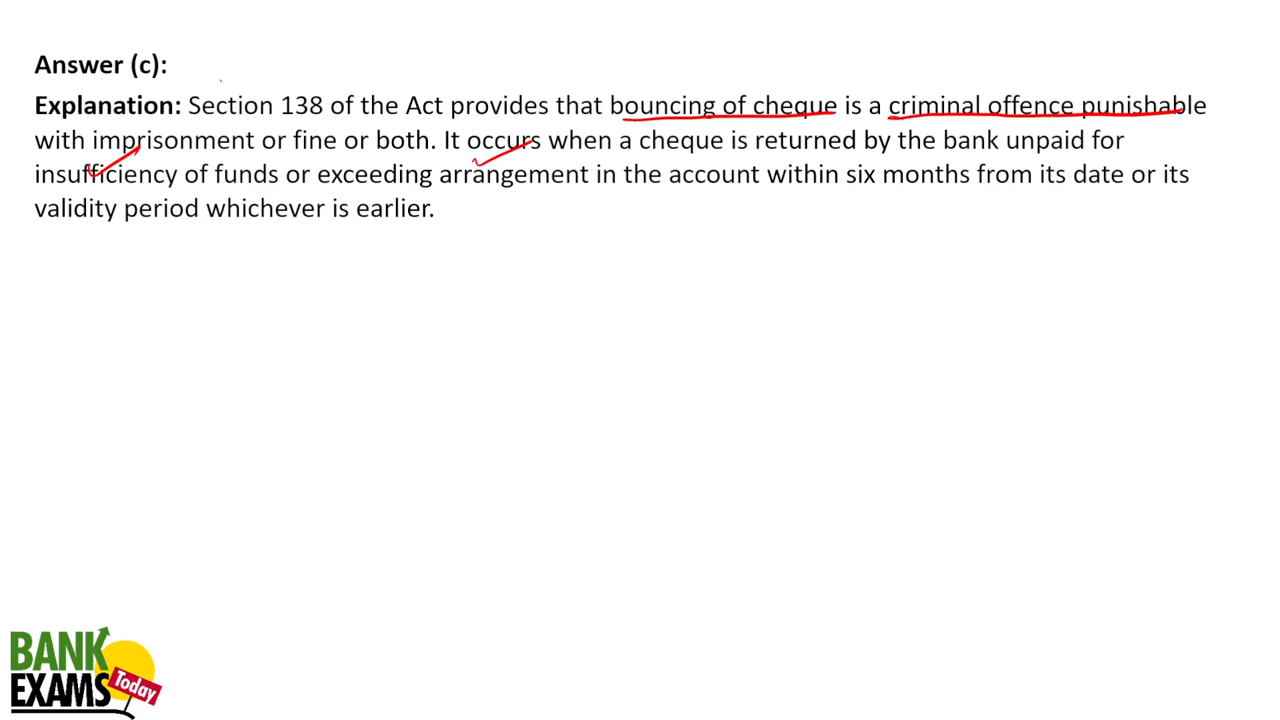 Answer (c):
Explanation: Section 138 of the Act provides that bouncing of cheque is a criminal offence punishable
with imprisonment or fine or both. It occurs when a cheque is returned by the bank unpaid for
insufficiency of funds or exceeding arrangement in the account within six months from its date or its
validity period whichever is earlier.
BANK
EXAMS
Today